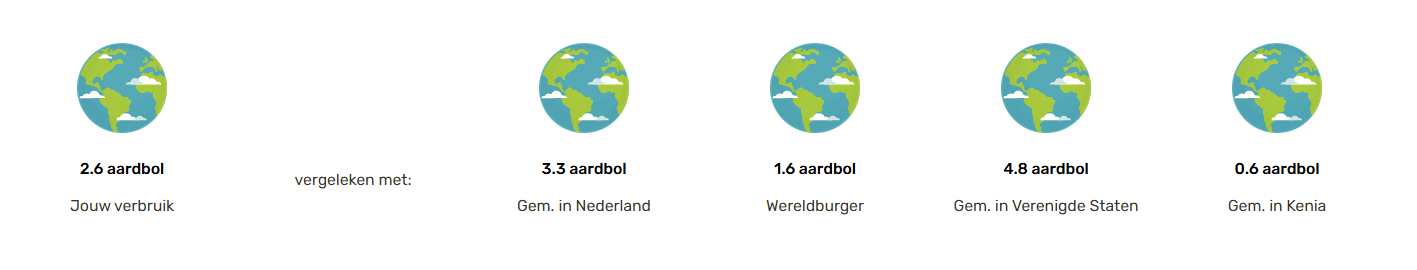 2.6 aardbol
Jouw verbruik
vergeleken met:
3.3 aardbol
Gem. in Nederland
1.6 aardbol
Wereldburger
4.8 aardbol
Gem. in Verenigde Staten
0.6 aardbol
Gem. in Kenia